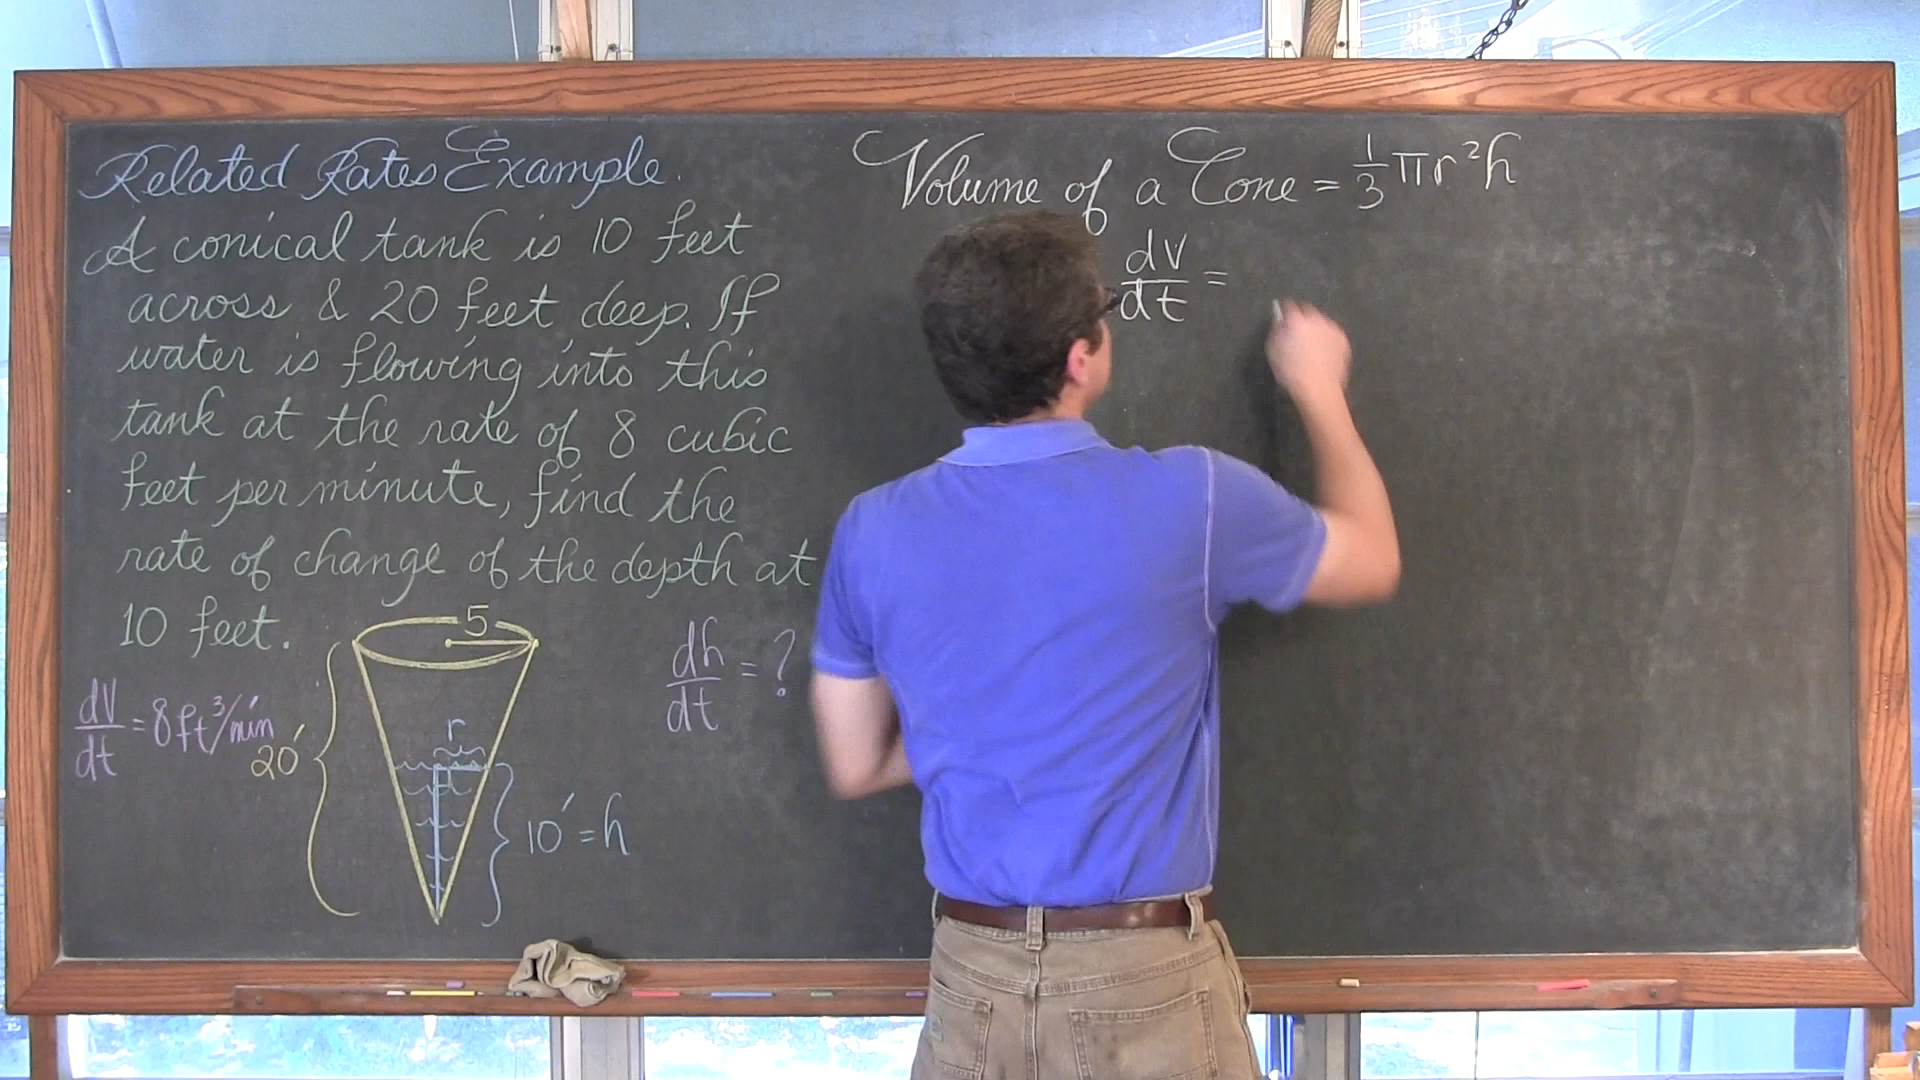 Related Rates Example.
A conical tank is 10 feet
across & 20 feet deep. If
water is flowing into this
tank at the rate of 8 cubic
feet per minute, find the
rate of change of the depth at
10 feet.
5
dV/dt = 8 ft³/min
20'
r
10' = h
dh/dt = ?
Volume of a Cone = 1/3 πr²h
dV/dt =